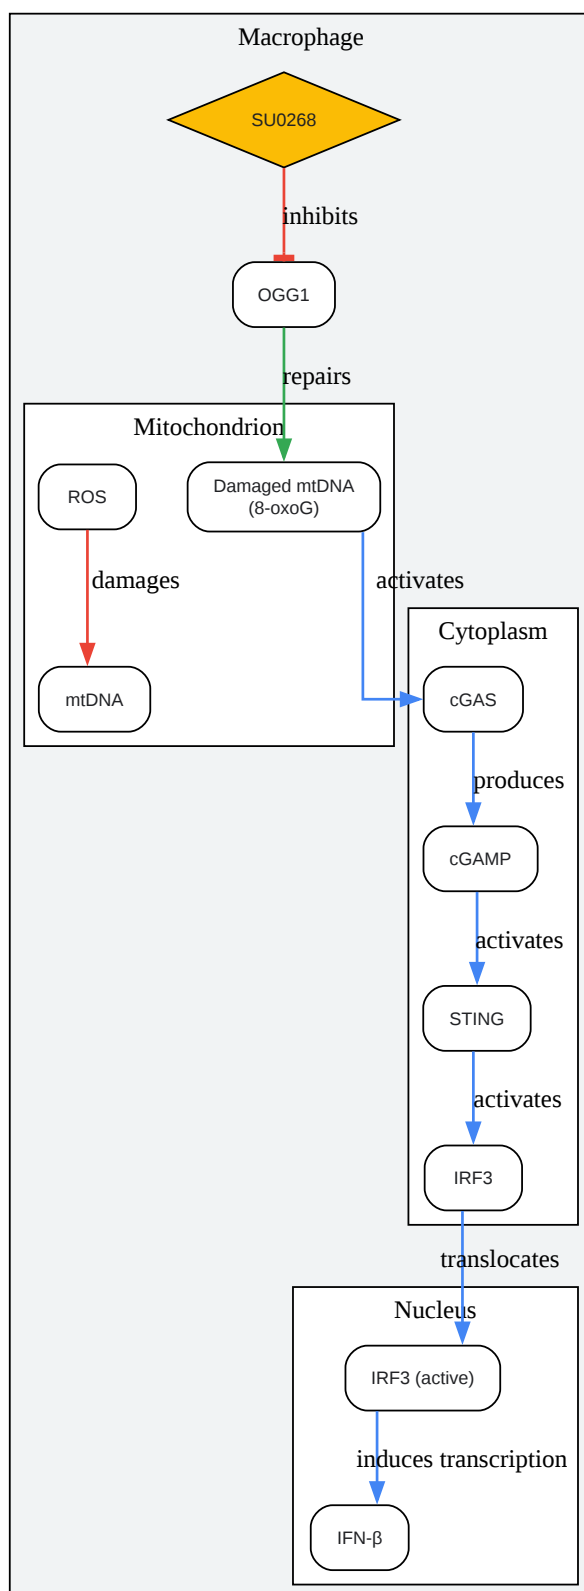 Macrophage
SU0268
inhibits
OGG1
repairs
Mitochondrion
ROS
Damaged mtDNA
(8-oxoG)
damages
activates
mtDNA
Cytoplasm
cGAS
produces
cGAMP
activates
STING
activates
IRF3
translocates
Nucleus
IRF3 (active)
induces transcription
IFN-β